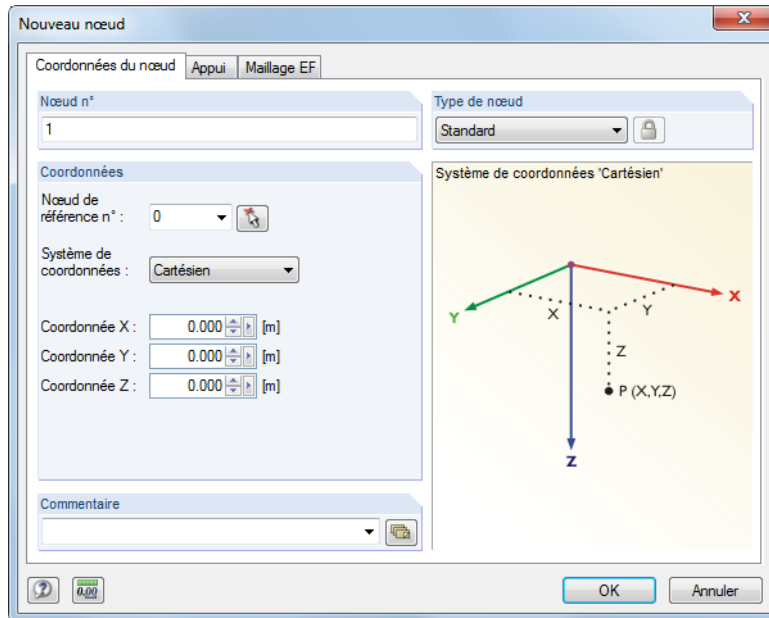 Nouveau nœud
Coordonnées du nœud
Appui
Maillage EF
Nœud n°
1
Type de nœud
Standard
Coordonnées
Nœud de
référence n° :
0
Système de
coordonnées :
Cartésien
Coordonnée X :
0.000
[m]
Coordonnée Y :
0.000
[m]
Coordonnée Z :
0.000
[m]
Système de coordonnées 'Cartésien'
X
Y
X
Y
Z
P (X,Y,Z)
Z
Commentaire
0.00
OK
Annuler